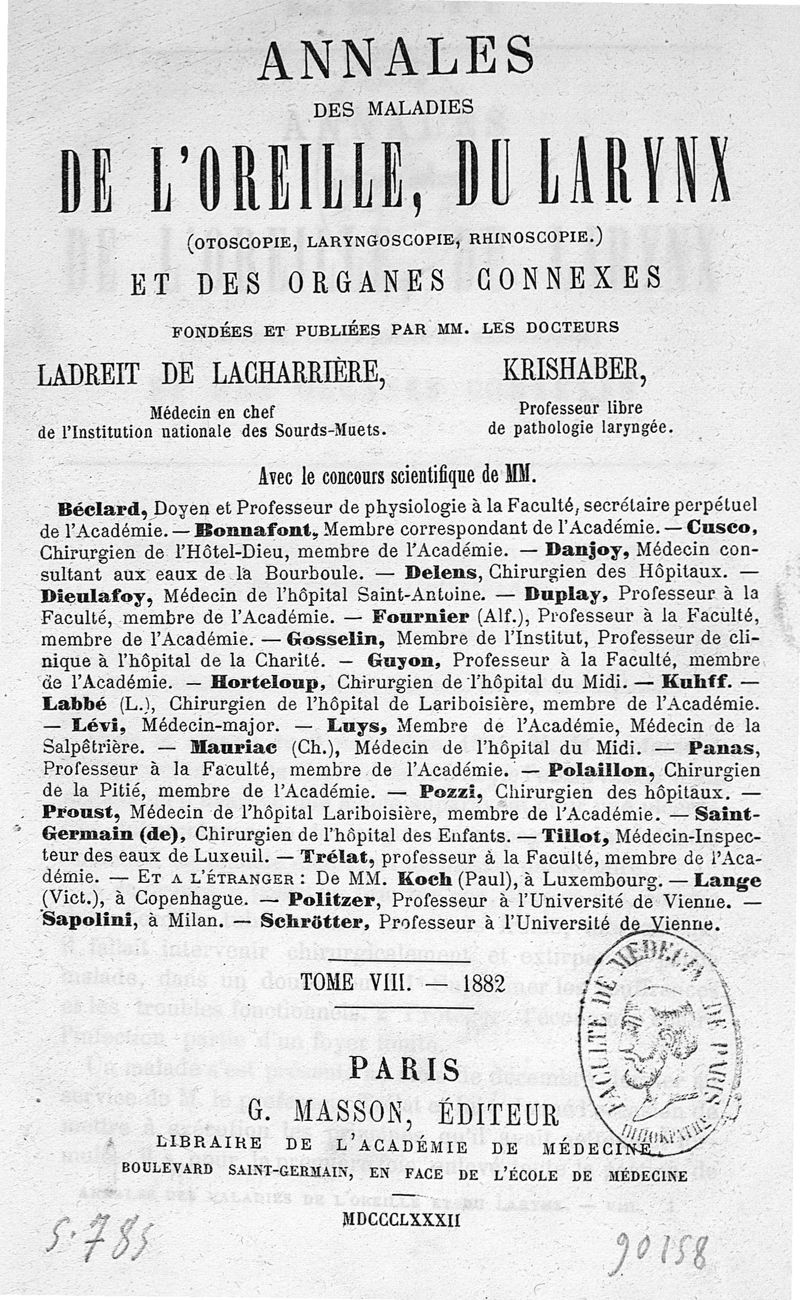 ANNALES
DES MALADIES
DE L'OREILLE, DU LARYNX
(OTOSCOPIE, LARYNGOSCOPIE, RHINOSCOPIE.)
ET DES ORGANES CONNEXES
FONDÉES ET PUBLIÉES PAR MM. LES DOCTEURS
LADREIT DE LACHARRIÈRE,
Médecin en chef
de l'Institution nationale des Sourds-Muets.
KRISHABER,
Professeur libre
de pathologie laryngée.
Avec le concours scientifique de MM.
Béclard, Doyen et Professeur de physiologie à la Faculté, secrétaire perpétuel
de l'Académie. — Bonnafont, Membre correspondant de l'Académie. — Cusco,
Chirurgien de l'Hôtel-Dieu, membre de l'Académie. — Danjoy, Médecin con-
sultant aux eaux de la Bourboule. — Delens, Chirurgien des Hôpitaux. —
Dieulafoy, Médecin de l'hôpital Saint-Antoine. — Duplay, Professeur à la
Faculté, membre de l'Académie. — Fournier (Alf.), Professeur à la Faculté,
membre de l'Académie. — Gosselin, Membre de l'Institut, Professeur de cli-
nique à l'hôpital de la Charité. — Guyon, Professeur à la Faculté, membre
de l'Académie. — Horteloup, Chirurgien de l'hôpital du Midi. — Kuhff. —
Labbé (L.), Chirurgien de l'hôpital de Lariboisière, membre de l'Académie.
— Lévi, Médecin-major. — Luys, Membre de l'Académie, Médecin de la
Salpêtrière. — Mauriac (Ch.), Médecin de l'hôpital du Midi. — Panas,
Professeur à la Faculté, membre de l'Académie. — Polaillon, Chirurgien
de la Pitié, membre de l'Académie. — Pozzi, Chirurgien des hôpitaux. —
Proust, Médecin de l'hôpital Lariboisière, membre de l'Académie. — Saint-
Germain (de), Chirurgien de l'hôpital des Enfants. — Tillot, Médecin-Inspec-
teur des eaux de Luxeuil. — Trélat, professeur à la Faculté, membre de l'Aca-
démie. — ET A L'ÉTRANGER : De MM. Koch (Paul), à Luxembourg. — Lange
(Vict.), à Copenhague. — Politzer, Professeur à l'Université de Vienne. —
Sapolini, à Milan. — Schrötter, Professeur à l'Université de Vienne.
TOME VIII. — 1882
FACULTE DE MEDECIN DE PARIS
PARIS
G. MASSON, ÉDITEUR
LIBRAIRE DE L'ACADÉMIE DE MÉDECINE
BOULEVARD SAINT-GERMAIN, EN FACE DE L'ÉCOLE DE MÉDECINE
MDCCCLXXXII
90158